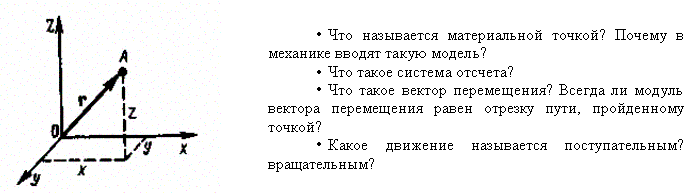 Z
A
r
Z
O
y
x
y
x
• Что называется материальной точкой? Почему в
механике вводят такую модель?
• Что такое система отсчета?
• Что такое вектор перемещения? Всегда ли модуль
вектора перемещения равен отрезку пути, пройденному
точкой?
• Какое движение называется поступательным?
вращательным?